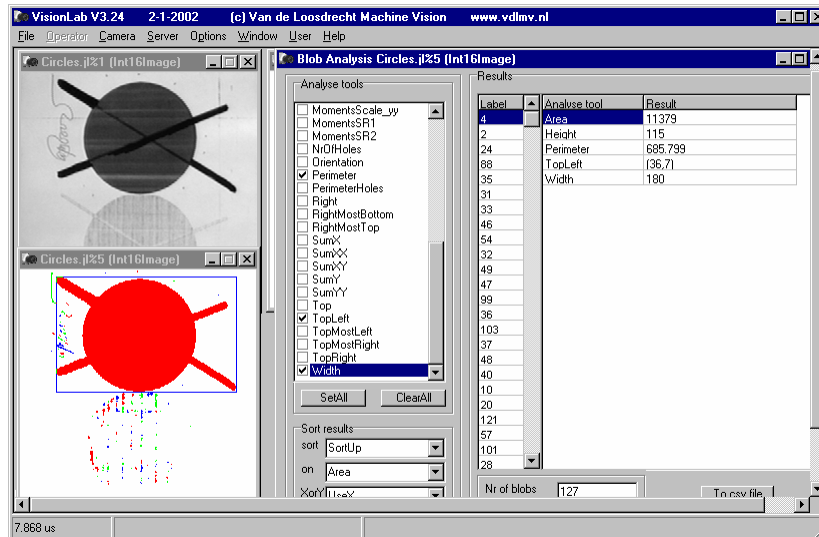 VisionLab V3.24 2-1-2002 (c) Van de Loosdrecht Machine Vision www.vdlmv.nl
File Operator Camera Server Options Window User Help
Circles.jl%1 (Int16Image)
Circles.jl%5 (Int16Image)
Blob Analysis Circles.jl%5 (Int16Image)
Analyse tools
MomentsScale_yy
MomentsSR1
MomentsSR2
NrOfHoles
Orientation
Perimeter
PerimeterHoles
Right
RightMostBottom
RightMostTop
SumX
SumXX
SumXY
SumY
SumYY
Top
TopLeft
TopMostLeft
TopMostRight
TopRight
Width
SetAll ClearAll
Sort results
sort SortUp
on Area
XorY UseX
Results
Label
4
2
24
88
35
31
33
46
54
32
49
47
99
36
103
37
48
40
10
20
121
57
101
28
Analyse tool Result
Area 11379
Height 115
Perimeter 685.799
TopLeft (36,7)
Width 180
Nr of blobs 127
To csv file
7.868 us